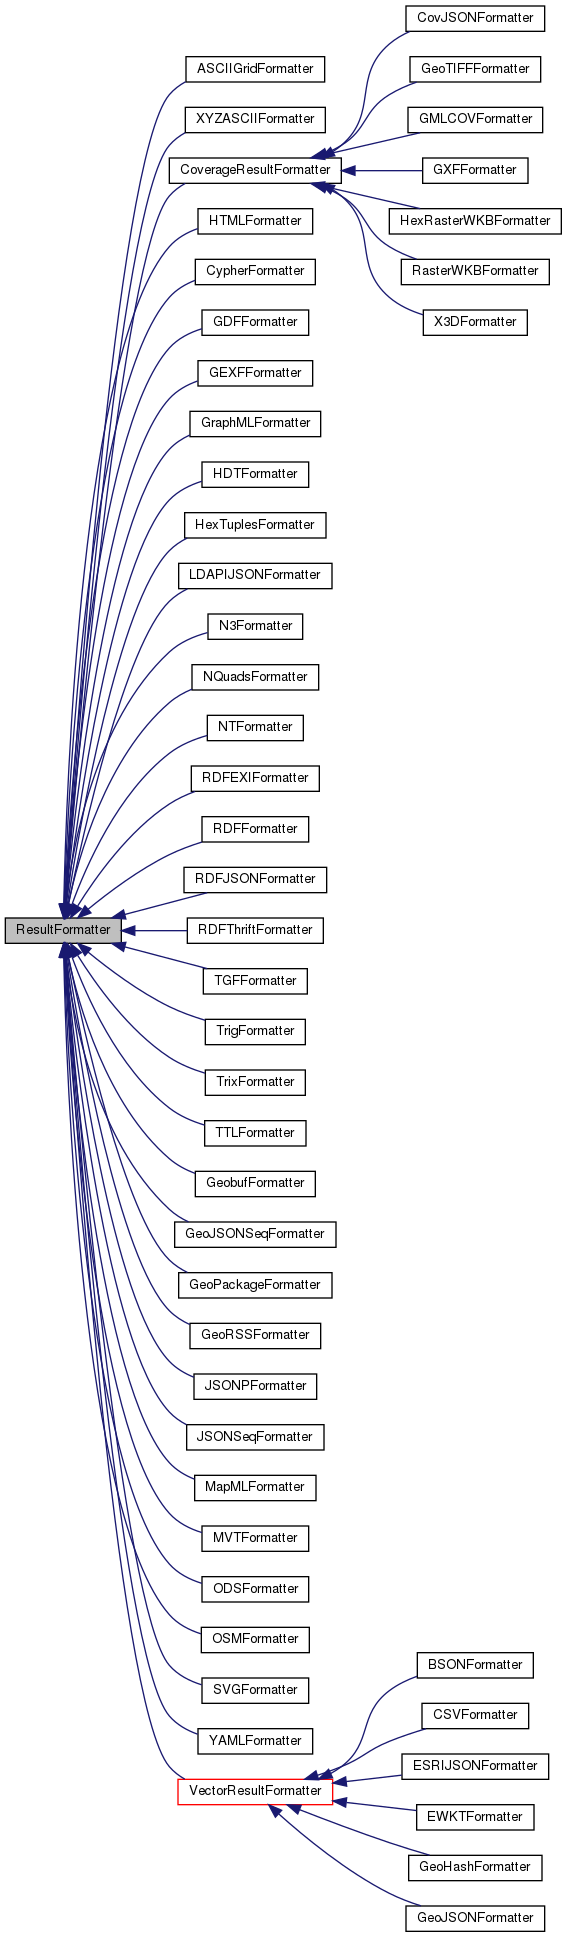 CovJSONFormatter
ASCIIGridFormatter
GeoTIFFFormatter
XYZASCIIFormatter
GMLCOVFormatter
CoverageResultFormatter
GXFFormatter
HTMLFormatter
HexRasterWKBFormatter
CypherFormatter
RasterWKBFormatter
GDFFormatter
X3DFormatter
GEXFFormatter
GraphMLFormatter
HDTFormatter
HexTuplesFormatter
LDAPIJSONFormatter
N3Formatter
NQuadsFormatter
NTFormatter
RDFEXIFormatter
RDFFormatter
RDFJSONFormatter
ResultFormatter
RDFThriftFormatter
TGFFormatter
TrigFormatter
TrixFormatter
TTLFormatter
GeobufFormatter
GeoJSONSeqFormatter
GeoPackageFormatter
GeoRSSFormatter
JSONPFormatter
JSONSeqFormatter
MapMLFormatter
MVTFormatter
ODSFormatter
OSMFormatter
BSONFormatter
SVGFormatter
CSVFormatter
YAMLFormatter
ESRIJSONFormatter
VectorResultFormatter
EWKTFormatter
GeoHashFormatter
GeoJSONFormatter